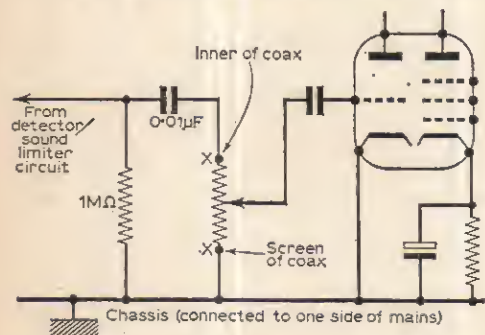 Inner of coax
From
detector/
sound
limiter
circuit
0·01μF
X
1MΩ
X
Screen
of coax
Chassis (connected to one side of mains)